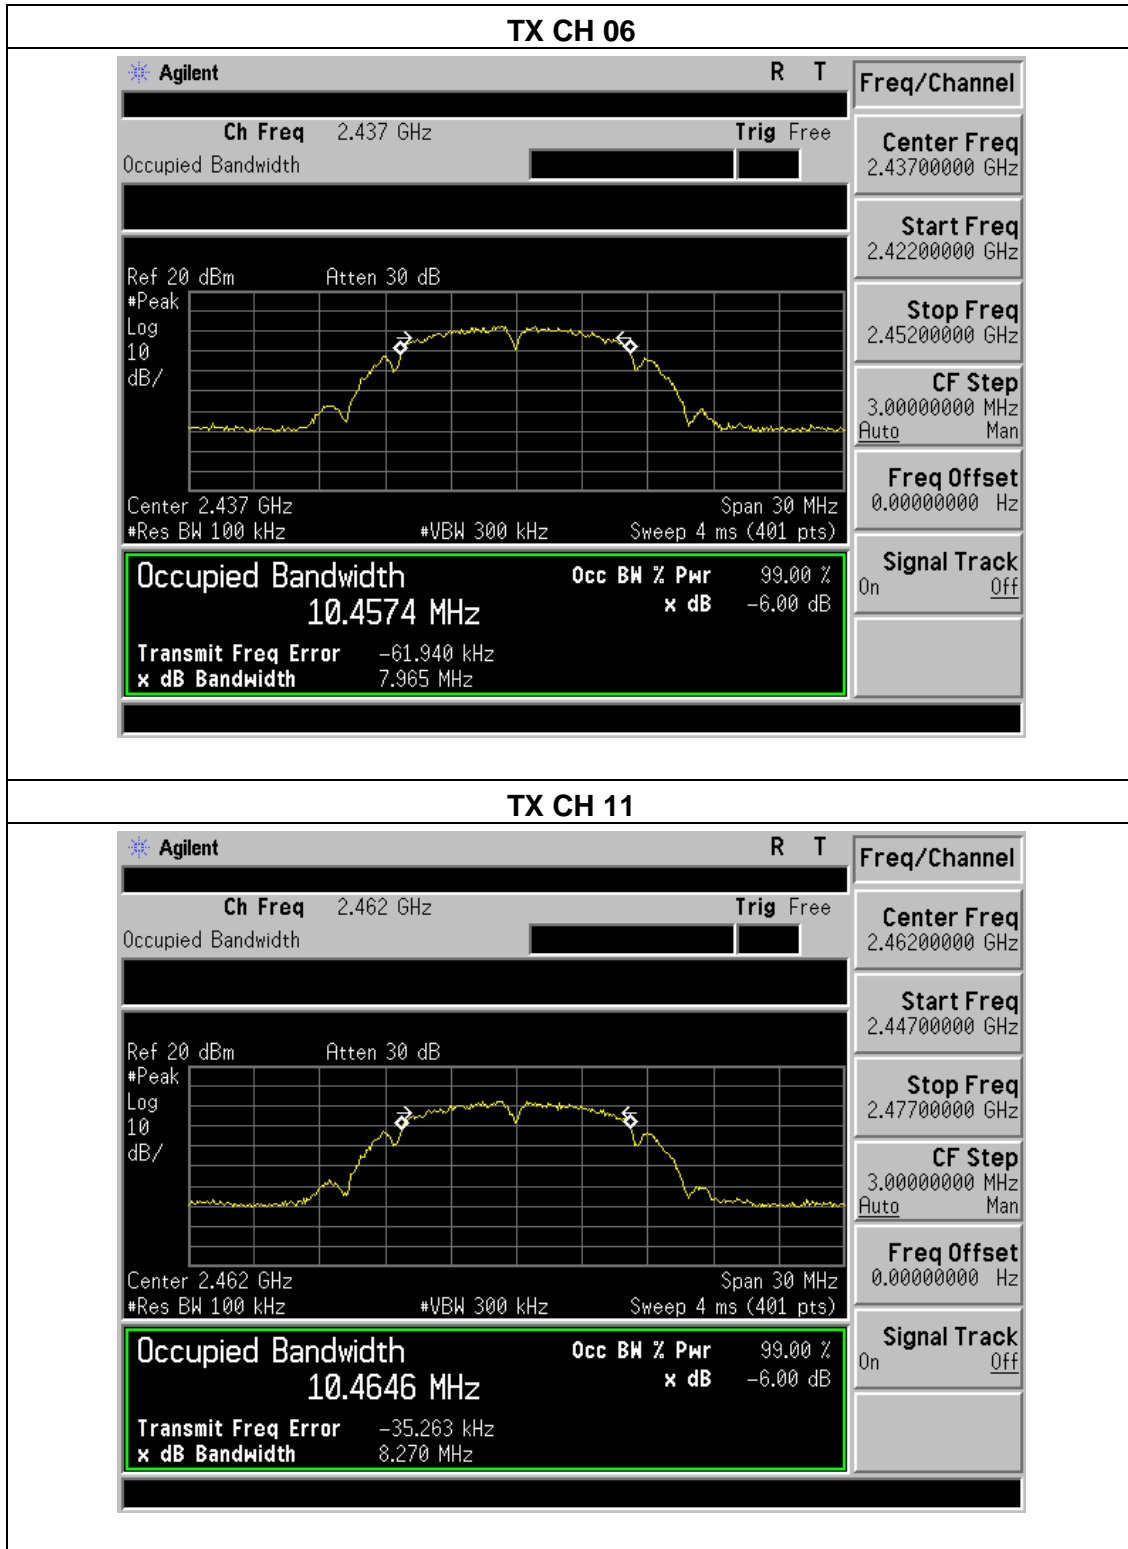 TX CH 06
Agilent R T
Freq/Channel
Ch Freq 2.437 GHz Trig Free
Occupied Bandwidth
Center Freq
2.43700000 GHz
Start Freq
2.42200000 GHz
Ref 20 dBm Atten 30 dB
#Peak
Log
10
dB/
Stop Freq
2.45200000 GHz
CF Step
3.00000000 MHz
Auto Man
Freq Offset
0.00000000 Hz
Center 2.437 GHz Span 30 MHz
#Res BW 100 kHz #VBW 300 kHz Sweep 4 ms (401 pts)
Signal Track
On Off
Occupied Bandwidth Occ BW % Pwr 99.00 %
10.4574 MHz x dB -6.00 dB
Transmit Freq Error -61.940 kHz
x dB Bandwidth 7.965 MHz
TX CH 11
Agilent R T
Freq/Channel
Ch Freq 2.462 GHz Trig Free
Occupied Bandwidth
Center Freq
2.46200000 GHz
Start Freq
2.44700000 GHz
Ref 20 dBm Atten 30 dB
#Peak
Log
10
dB/
Stop Freq
2.47700000 GHz
CF Step
3.00000000 MHz
Auto Man
Freq Offset
0.00000000 Hz
Center 2.462 GHz Span 30 MHz
#Res BW 100 kHz #VBW 300 kHz Sweep 4 ms (401 pts)
Signal Track
On Off
Occupied Bandwidth Occ BW % Pwr 99.00 %
10.4646 MHz x dB -6.00 dB
Transmit Freq Error -35.263 kHz
x dB Bandwidth 8.270 MHz